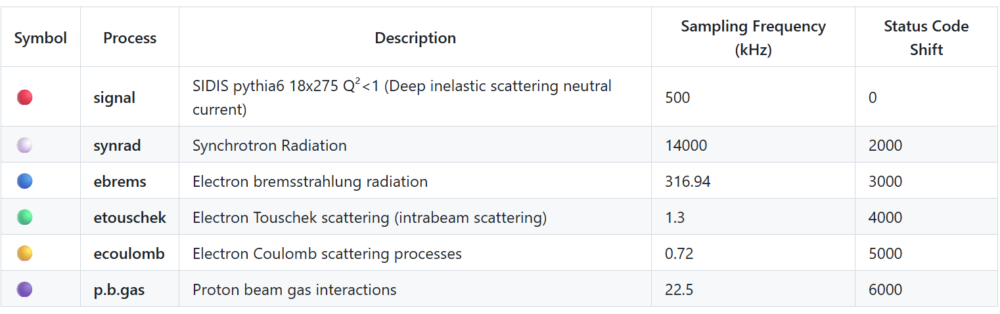 Symbol Process Description Sampling Frequency (kHz) Status Code Shift
signal SIDIS pythia6 18x275 Q²<1 (Deep inelastic scattering neutral current) 500 0
synrad Synchrotron Radiation 14000 2000
ebrems Electron bremsstrahlung radiation 316.94 3000
etouschek Electron Touschek scattering (intrabeam scattering) 1.3 4000
ecoulomb Electron Coulomb scattering processes 0.72 5000
p.b.gas Proton beam gas interactions 22.5 6000